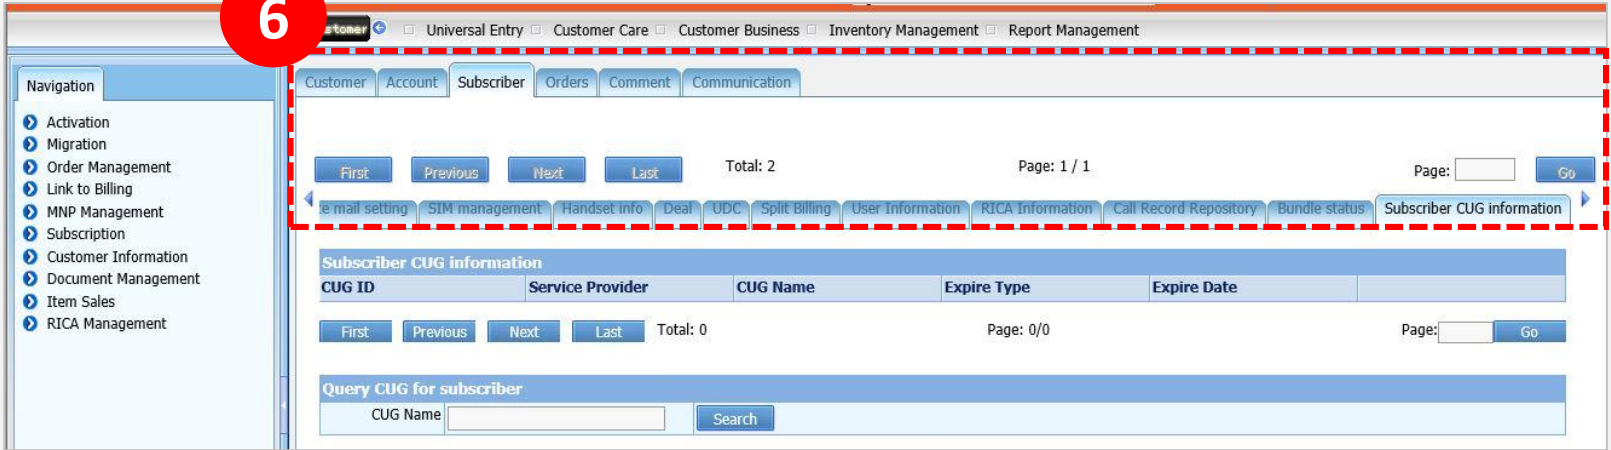 6
Universal Entry Customer Care Customer Business Inventory Management Report Management
Navigation
Activation
Migration
Order Management
Link to Billing
MNP Management
Subscription
Customer Information
Document Management
Item Sales
RICA Management
Customer Account Subscriber Orders Comment Communication
First Previous Next Last Total: 2 Page: 1 / 1 Page: Go
mail setting SIM management Handset info Deal UDC Split Billing User Information RICA Information Call Record Repository Bundle status Subscriber CUG information
Subscriber CUG information
CUG ID Service Provider CUG Name Expire Type Expire Date
First Previous Next Last Total: 0 Page: 0/0 Page: Go
Query CUG for subscriber
CUG Name Search